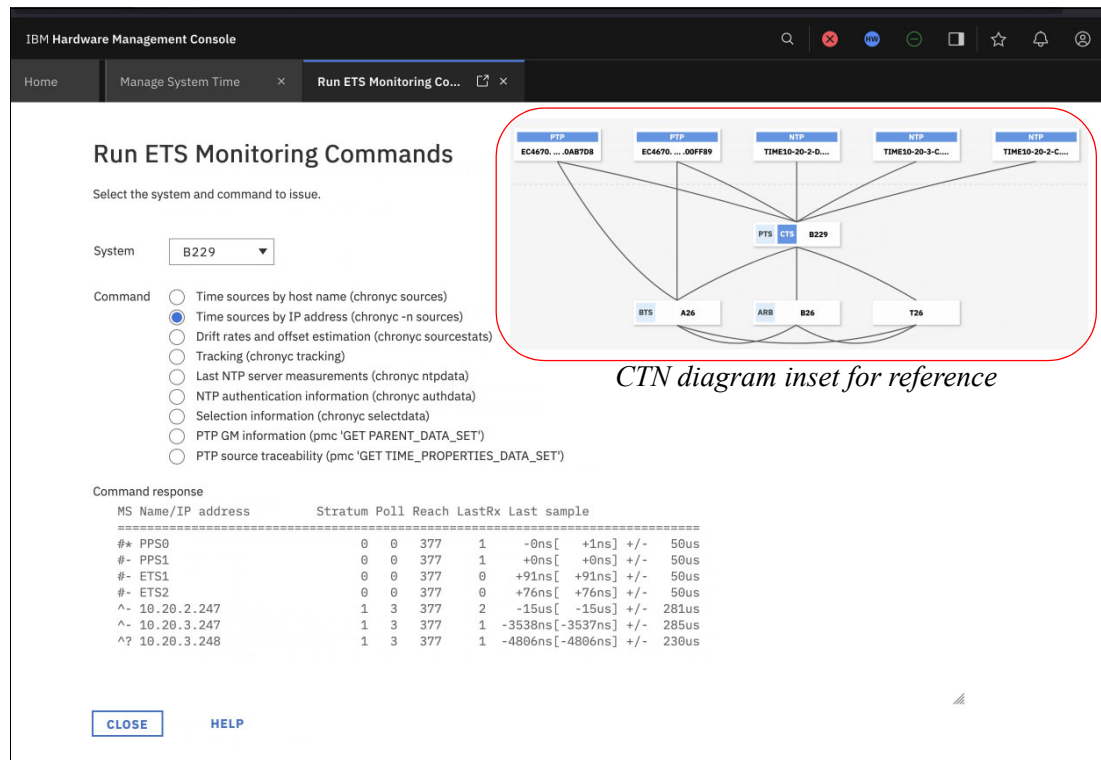 IBM Hardware Management Console
HW
Home
Manage System Time ×
Run ETS Monitoring Co... ×
Run ETS Monitoring Commands
Select the system and command to issue.
System B229
Command
Time sources by host name (chronyc sources)
Time sources by IP address (chronyc -n sources)
Drift rates and offset estimation (chronyc sourcestats)
Tracking (chronyc tracking)
Last NTP server measurements (chronyc ntpdata)
NTP authentication information (chronyc authdata)
Selection information (chronyc selectdata)
PTP GM information (pmc 'GET PARENT_DATA_SET')
PTP source traceability (pmc 'GET TIME_PROPERTIES_DATA_SET')
PTP PTP NTP NTP NTP
EC4670. ... .0AB7D8 EC4670. ... .00FF89 TIME10-20-2-D.... TIME10-20-3-C.... TIME10-20-2-C....
PTS CTS B229
BTS A26 ARB B26 T26
CTN diagram inset for reference
Command response
MS Name/IP address Stratum Poll Reach LastRx Last sample
===============================================================================
#* PPS0 0 0 377 1 -0ns[ +1ns] +/- 50us
#- PPS1 0 0 377 1 +0ns[ +0ns] +/- 50us
#- ETS1 0 0 377 0 +91ns[ +91ns] +/- 50us
#- ETS2 0 0 377 0 +76ns[ +76ns] +/- 50us
^- 10.20.2.247 1 3 377 2 -15us[ -15us] +/- 281us
^- 10.20.3.247 1 3 377 1 -3538ns[-3537ns] +/- 285us
^? 10.20.3.248 1 3 377 1 -4806ns[-4806ns] +/- 230us
CLOSE HELP